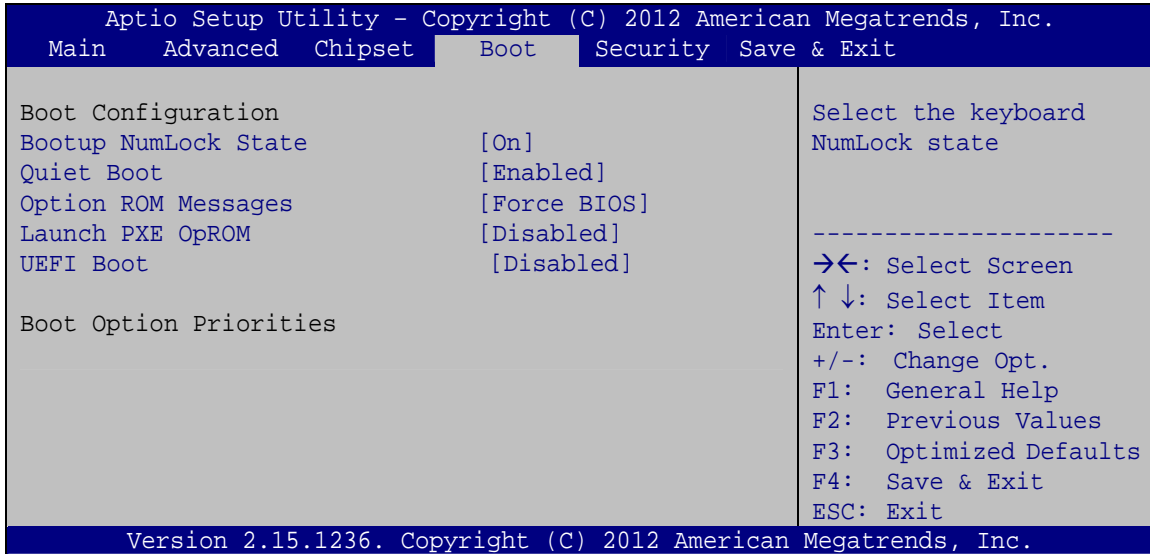 Aptio Setup Utility – Copyright (C) 2012 American Megatrends, Inc.
Main Advanced Chipset Boot Security Save & Exit
Boot Configuration
Bootup NumLock State [On]
Quiet Boot [Enabled]
Option ROM Messages [Force BIOS]
Launch PXE OpROM [Disabled]
UEFI Boot [Disabled]
Boot Option Priorities
Select the keyboard
NumLock state
---------------------
→←: Select Screen
↑ ↓: Select Item
Enter: Select
+/-: Change Opt.
F1: General Help
F2: Previous Values
F3: Optimized Defaults
F4: Save & Exit
ESC: Exit
Version 2.15.1236. Copyright (C) 2012 American Megatrends, Inc.